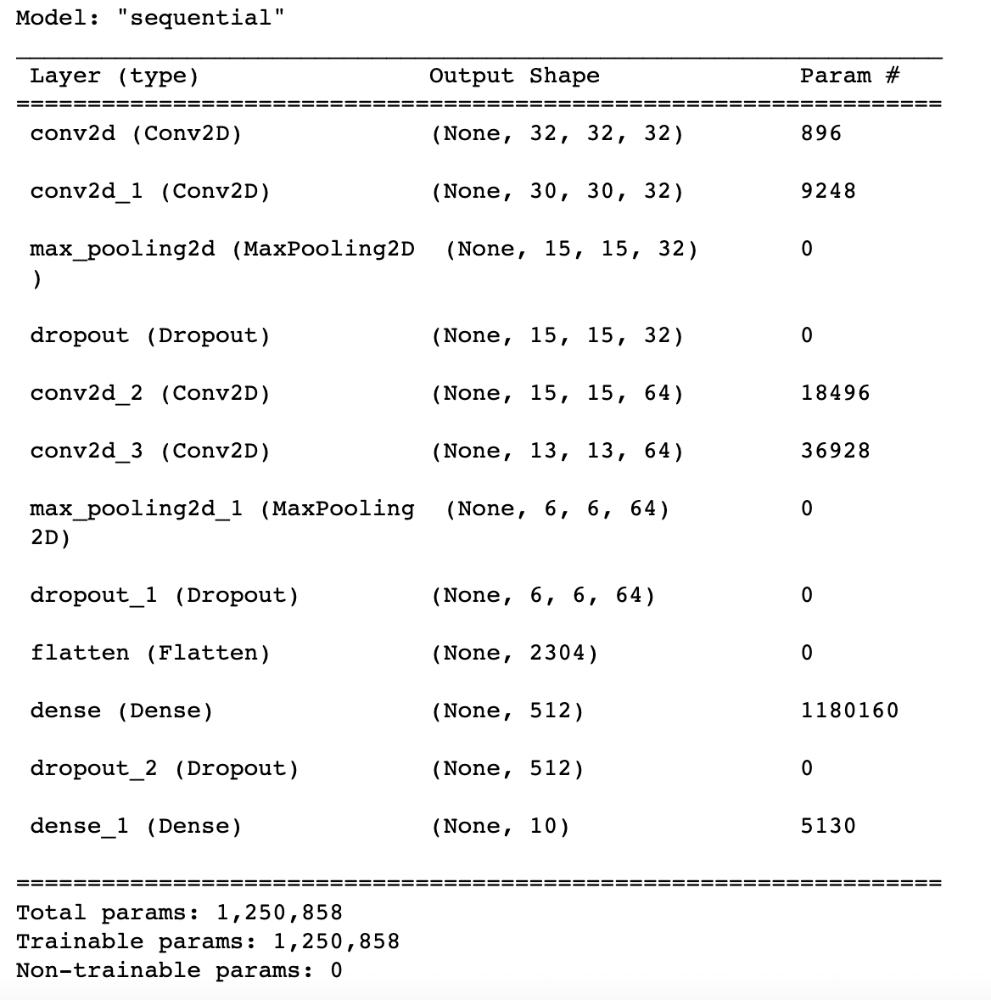 Model: "sequential"
Layer (type) Output Shape Param #
conv2d (Conv2D) (None, 32, 32, 32) 896
conv2d_1 (Conv2D) (None, 30, 30, 32) 9248
max_pooling2d (MaxPooling2D (None, 15, 15, 32) 0
)
dropout (Dropout) (None, 15, 15, 32) 0
conv2d_2 (Conv2D) (None, 15, 15, 64) 18496
conv2d_3 (Conv2D) (None, 13, 13, 64) 36928
max_pooling2d_1 (MaxPooling (None, 6, 6, 64) 0
2D)
dropout_1 (Dropout) (None, 6, 6, 64) 0
flatten (Flatten) (None, 2304) 0
dense (Dense) (None, 512) 1180160
dropout_2 (Dropout) (None, 512) 0
dense_1 (Dense) (None, 10) 5130
Total params: 1,250,858
Trainable params: 1,250,858
Non-trainable params: 0